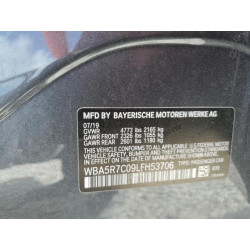 MFD BY BAYERISCHE MOTOREN WERKE AG
07/19
GVWR 4773 lbs 2165 kg
GAWR FRONT 2326 lbs 1055 kg
GAWR REAR 2601 lbs 1180 kg
THIS VEHICLE CONFORMS TO ALL APPLICABLE
U.S. FEDERAL MOTOR VEHICLE SAFETY, BUMPER
AND THEFT PREVENTION STANDARDS IN EFFECT
ON THE DATE OF MANUFACTURE SHOWN ABOVE.
WBA5R7C09LFH53706